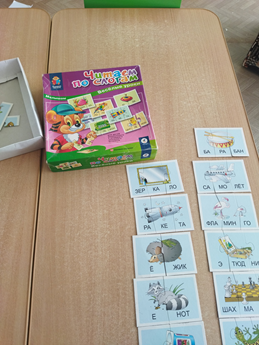 Читаем
по слогам
БА РА БАН
ЗЕР КА ЛО
СА МО ЛЁТ
РА КЕ ТА
ФЛА МИН ГО
Ё ЖИК
Э ТЮД НИ
Е НОТ
ШАХ МА